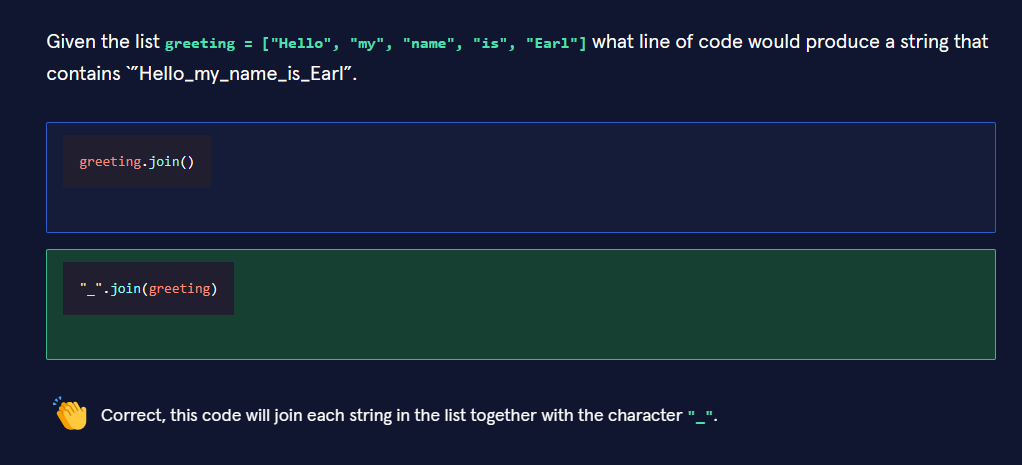 Given the list greeting = ["Hello", "my", "name", "is", "Earl"] what line of code would produce a string that
contains `”Hello_my_name_is_Earl”.
greeting.join()
"_".join(greeting)
Correct, this code will join each string in the list together with the character "_".